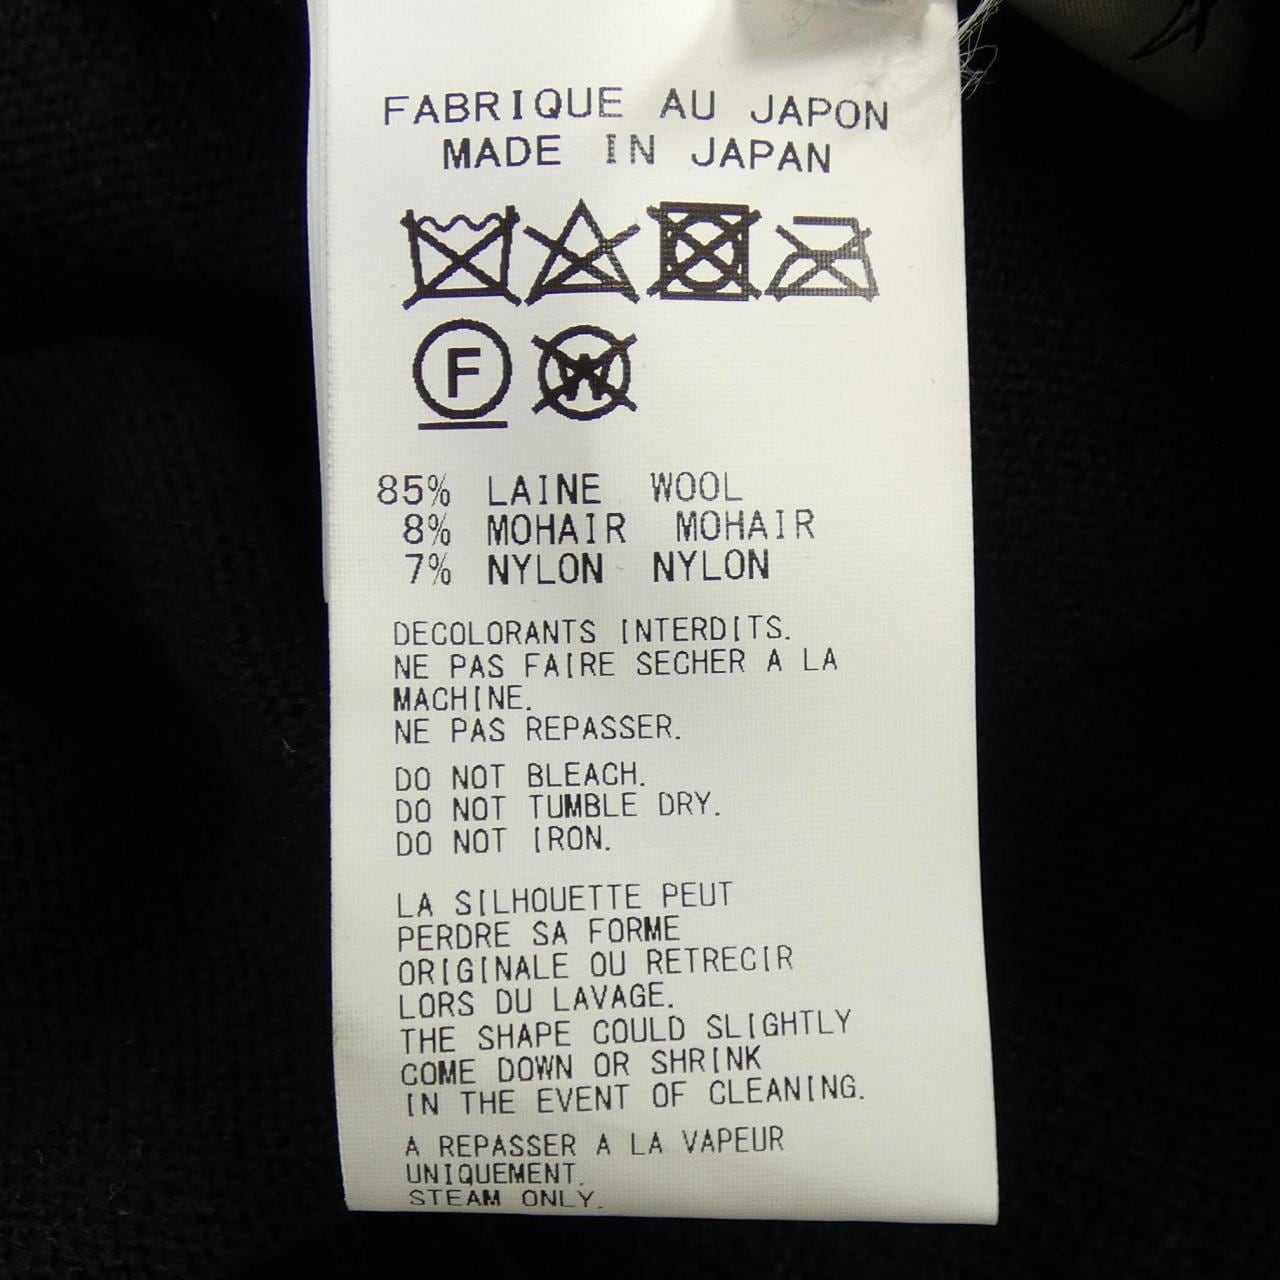 FABRIQUE AU JAPON
MADE IN JAPAN
F W
85% LAINE WOOL
8% MOHAIR MOHAIR
7% NYLON NYLON
DECOLORANTS INTERDITS.
NE PAS FAIRE SECHER A LA
MACHINE.
NE PAS REPASSER.
DO NOT BLEACH.
DO NOT TUMBLE DRY.
DO NOT IRON.
LA SILHOUETTE PEUT
PERDRE SA FORME
ORIGINALE OU RETRECIR
LORS DU LAVAGE.
THE SHAPE COULD SLIGHTLY
COME DOWN OR SHRINK
IN THE EVENT OF CLEANING.
A REPASSER A LA VAPEUR
UNIQUEMENT.
STEAM ONLY.